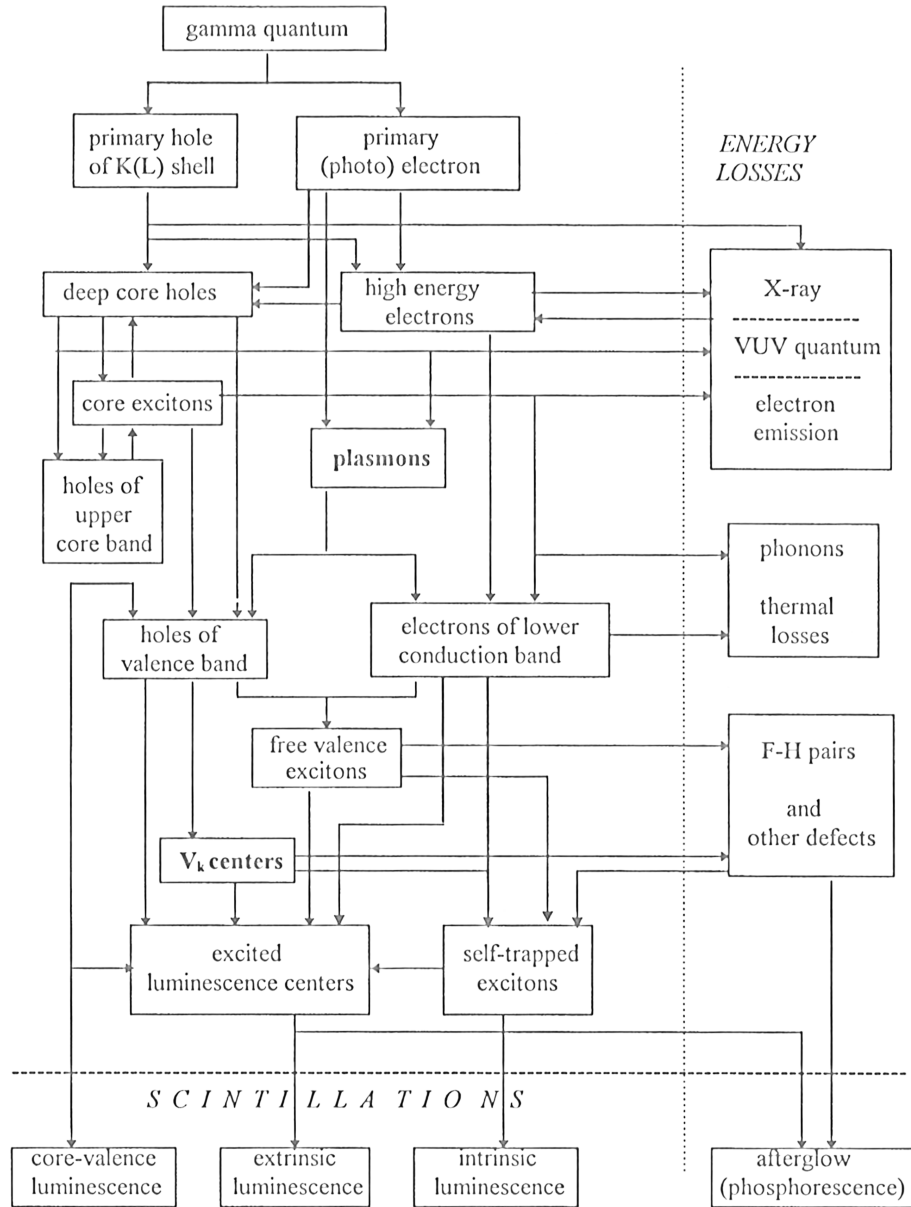 gamma quantum
primary hole
of K(L) shell
primary
(photo) electron
ENERGY
LOSSES
deep core holes
high energy
electrons
X-ray
VUV quantum
electron
emission
core excitons
plasmons
holes of
upper
core band
phonons
thermal
losses
holes of
valence band
electrons of lower
conduction band
free valence
excitons
F-H pairs
and
other defects
Vk centers
excited
luminescence centers
self-trapped
excitons
SCINTILLATIONS
core-valence
luminescence
extrinsic
luminescence
intrinsic
luminescence
afterglow
(phosphorescence)